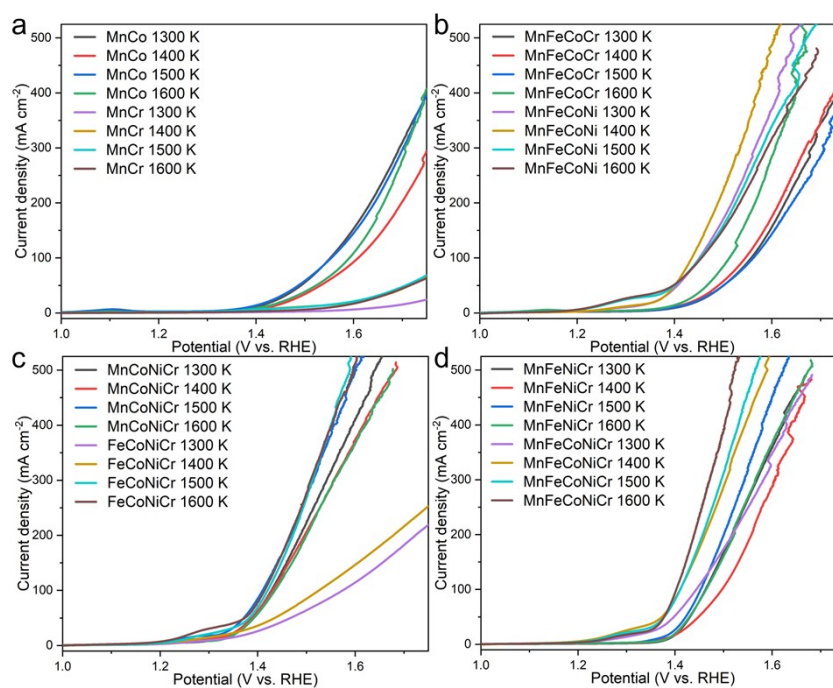 a
Current density (mA cm⁻²)
500
400
300
200
100
0
MnCo 1300 K
MnCo 1400 K
MnCo 1500 K
MnCo 1600 K
MnCr 1300 K
MnCr 1400 K
MnCr 1500 K
MnCr 1600 K
1.0
1.2
1.4
1.6
Potential (V vs. RHE)
b
Current density (mA cm⁻²)
500
400
300
200
100
0
MnFeCoCr 1300 K
MnFeCoCr 1400 K
MnFeCoCr 1500 K
MnFeCoCr 1600 K
MnFeCoNi 1300 K
MnFeCoNi 1400 K
MnFeCoNi 1500 K
MnFeCoNi 1600 K
1.0
1.2
1.4
1.6
Potential (V vs. RHE)
c
Current density (mA cm⁻²)
500
400
300
200
100
0
MnCoNiCr 1300 K
MnCoNiCr 1400 K
MnCoNiCr 1500 K
MnCoNiCr 1600 K
FeCoNiCr 1300 K
FeCoNiCr 1400 K
FeCoNiCr 1500 K
FeCoNiCr 1600 K
1.0
1.2
1.4
1.6
Potential (V vs. RHE)
d
Current density (mA cm⁻²)
500
400
300
200
100
0
MnFeNiCr 1300 K
MnFeNiCr 1400 K
MnFeNiCr 1500 K
MnFeNiCr 1600 K
MnFeCoNiCr 1300 K
MnFeCoNiCr 1400 K
MnFeCoNiCr 1500 K
MnFeCoNiCr 1600 K
1.0
1.2
1.4
1.6
Potential (V vs. RHE)